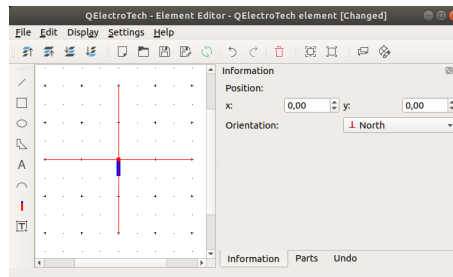 QElectroTech - Element Editor - QElectroTech element [Changed]
File Edit Display Settings Help
Information
Position:
x: 0,00 y: 0,00
Orientation: North
A
T
Information Parts Undo